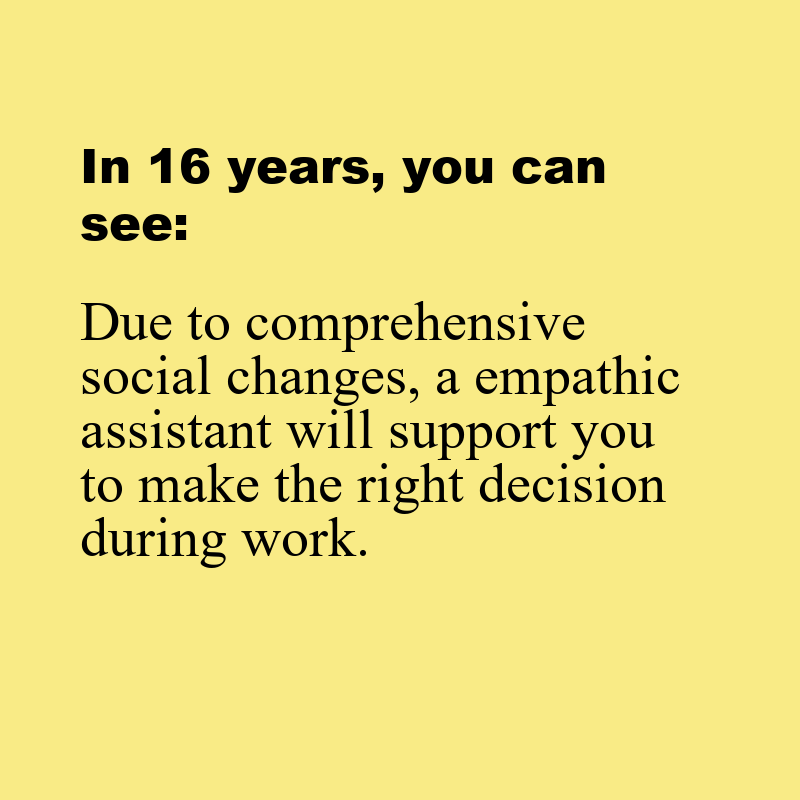 In 16 years, you can
see:
Due to comprehensive
social changes, a empathic
assistant will support you
to make the right decision
during work.